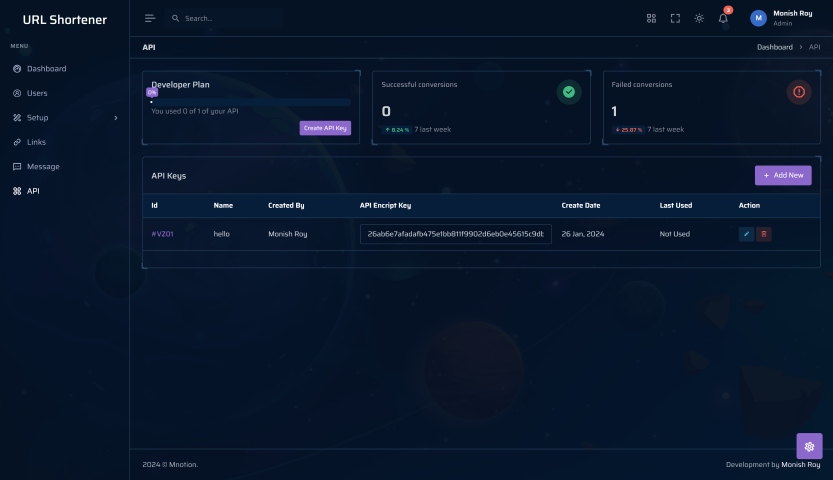 URL Shortener
MENU
Dashboard
Users
Setup
Links
Message
API
Search...
3
M
Monish Roy
Admin
API
Dashboard > API
Developer Plan
0%
You used 0 of 1 of your API
Create API Key
Successful conversions
0
8.24 % 7 last week
Failed conversions
1
25.87 % 7 last week
API Keys
+ Add New
Id Name Created By API Encript Key Create Date Last Used Action
#VZ01 hello Monish Roy 26 Jan, 2024 Not Used
2024 © Mnotion.
Development by Monish Roy